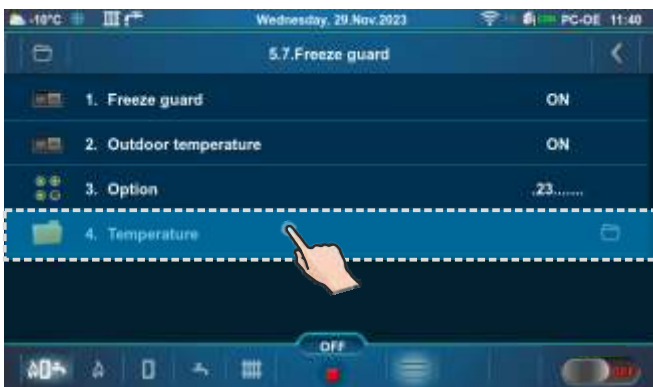 -10°C Wednesday, 29.Nov.2023 PC-OE 11:40
5.7.Freeze guard
1. Freeze guard ON
2. Outdoor temperature ON
3. Option .23.......
4. Temperature
OFF
OFF